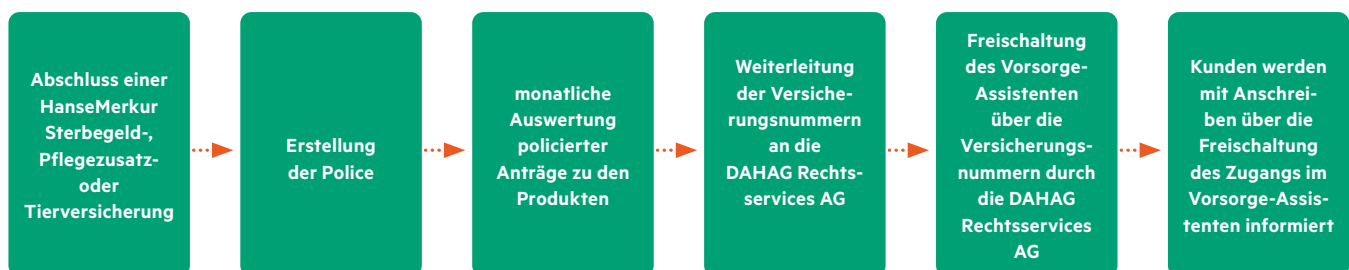 Abschluss einer
HanseMerkur
Sterbegeld-,
Pflegezusatz-
oder
Tierversicherung
Erstellung
der Police
monatliche
Auswertung
policierter
Anträge zu den
Produkten
Weiterleitung
der Versiche-
rungsnummern
an die
DAHAG Rechts-
services AG
Freischaltung
des Vorsorge-
Assistenten
über die
Versicherungs-
nummern durch
die DAHAG
Rechtsservices
AG
Kunden werden
mit Anschrei-
ben über die
Freischaltung
des Zugangs im
Vorsorge-Assis-
tenten informiert